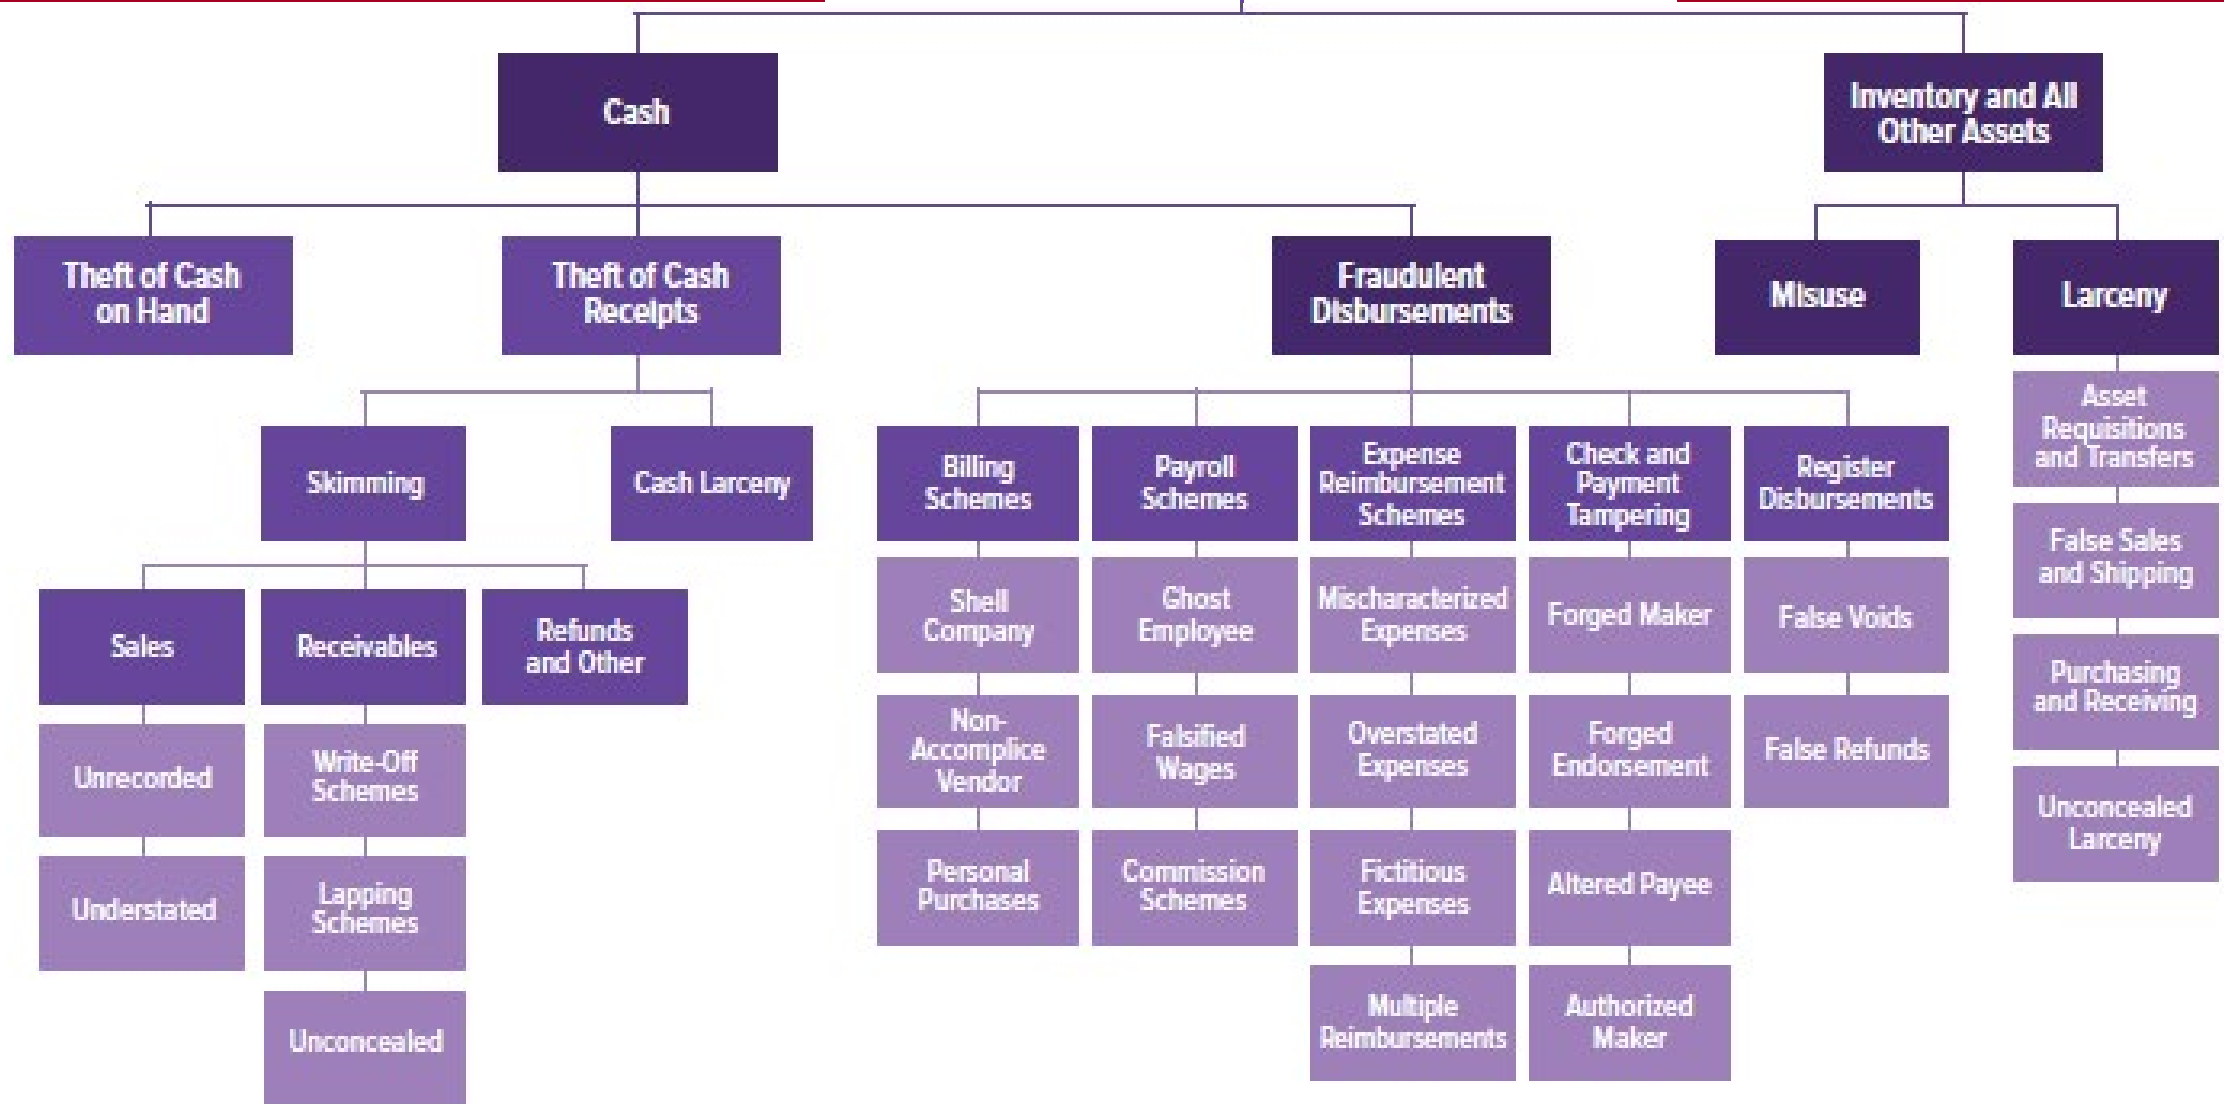 Cash
Inventory and All
Other Assets
Theft of Cash
on Hand
Theft of Cash
Receipts
Fraudulent
Disbursements
Misuse
Larceny
Skimming
Cash Larceny
Billing
Schemes
Payroll
Schemes
Expense
Reimbursement
Schemes
Check and
Payment
Tampering
Register
Disbursements
Asset
Requisitions
and Transfers
False Sales
and Shipping
Purchasing
and Receiving
Unconcealed
Larceny
Sales
Receivables
Refunds
and Other
Unrecorded
Understated
Write-Off
Schemes
Lapping
Schemes
Unconcealed
Shell
Company
Non-
Accomplice
Vendor
Personal
Purchases
Ghost
Employee
Falsified
Wages
Commission
Schemes
Mischaracterized
Expenses
Overstated
Expenses
Fictitious
Expenses
Multiple
Reimbursements
Forged Maker
Forged
Endorsement
Altered Payee
Authorized
Maker
False Voids
False Refunds